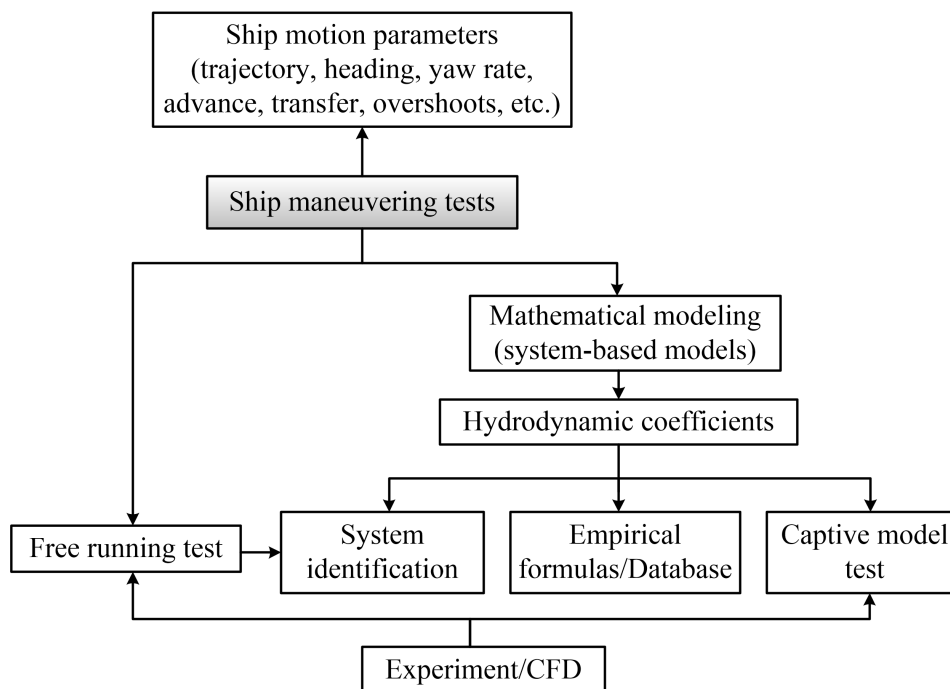 Ship motion parameters
(trajectory, heading, yaw rate,
advance, transfer, overshoots, etc.)
Ship maneuvering tests
Mathematical modeling
(system-based models)
Hydrodynamic coefficients
Free running test
System
identification
Empirical
formulas/Database
Captive model
test
Experiment/CFD